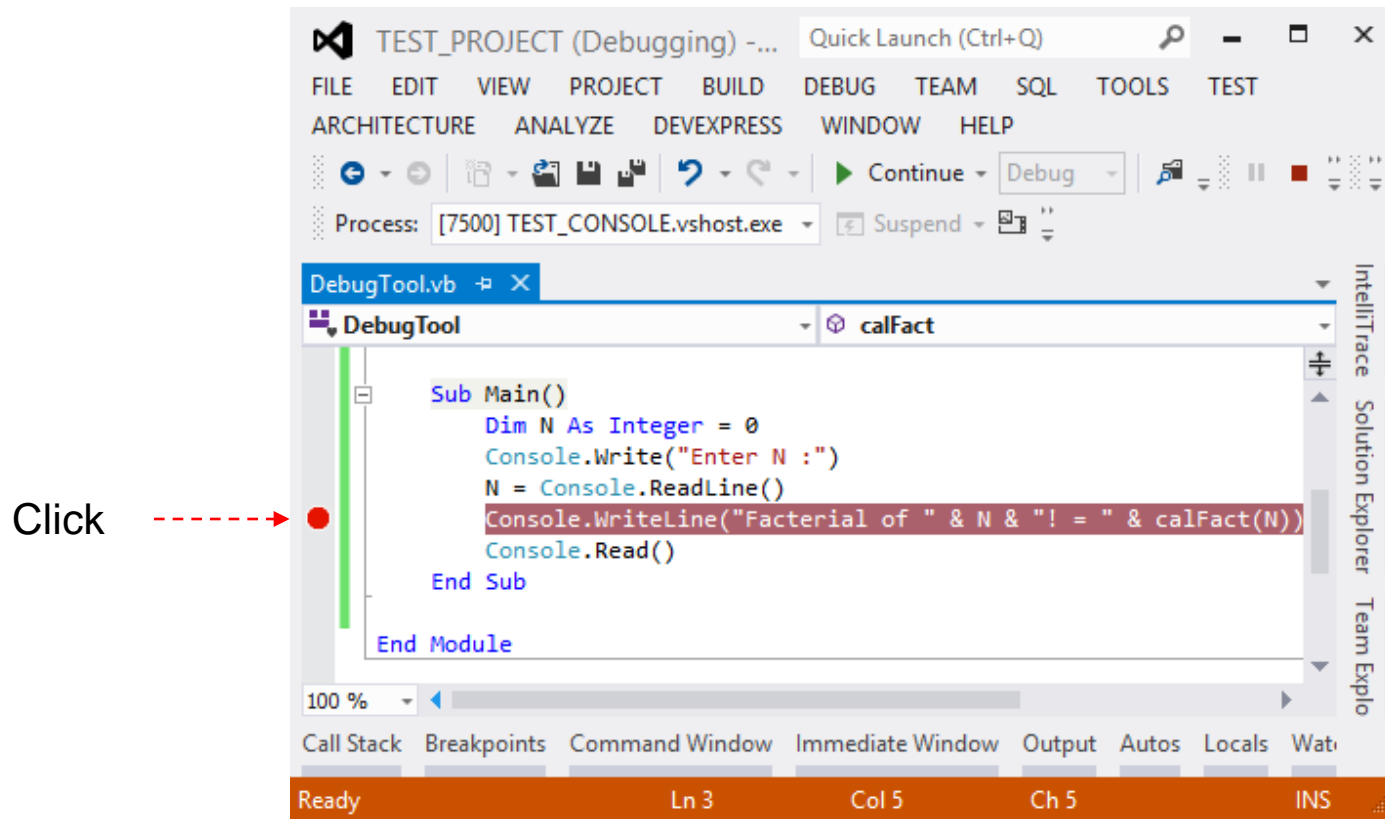 TEST_PROJECT (Debugging) -... Quick Launch (Ctrl+Q)
FILE EDIT VIEW PROJECT BUILD DEBUG TEAM SQL TOOLS TEST
ARCHITECTURE ANALYZE DEVEXPRESS WINDOW HELP
Continue Debug
Process: [7500] TEST_CONSOLE.vshost.exe Suspend
DebugTool.vb
DebugTool calFact
Sub Main()
Dim N As Integer = 0
Console.Write("Enter N :")
N = Console.ReadLine()
Click
Console.WriteLine("Facterial of " & N & "! = " & calFact(N))
Console.Read()
End Sub
End Module
100 %
Call Stack Breakpoints Command Window Immediate Window Output Autos Locals Wat
Ready Ln 3 Col 5 Ch 5 INS
IntelliTrace
Solution Explorer
Team Explo